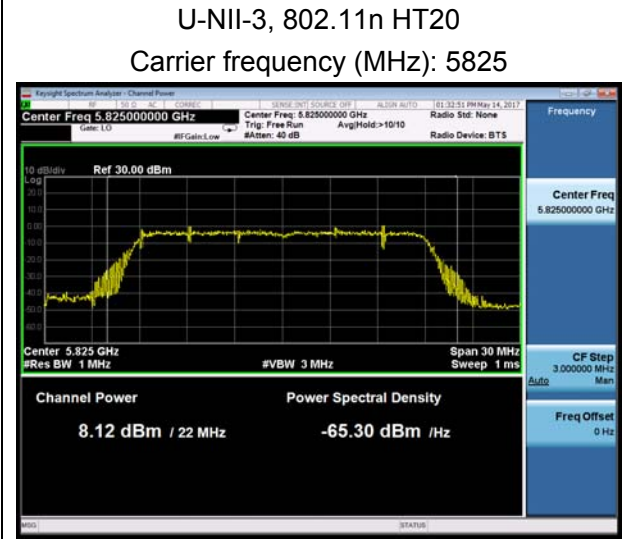 U-NII-3, 802.11n HT20
Carrier frequency (MHz): 5825
Keysight Spectrum Analyzer - Channel Power
RF 50 Ω AC CORREC SENSE:INT SOURCE OFF ALIGN AUTO 01:32:51 PM May 14, 2017
Center Freq 5.825000000 GHz Center Freq: 5.825000000 GHz Radio Std: None Frequency
Gate: LO Trig: Free Run Avg|Hold:>10/10
#IFGain:Low #Atten: 40 dB Radio Device: BTS
10 dB/div Ref 30.00 dBm
Log
20.0
10.0
0.00
-10.0
-20.0
-30.0
-40.0
-50.0
-60.0
Center Freq
5.825000000 GHz
Center 5.825 GHz Span 30 MHz
#Res BW 1 MHz #VBW 3 MHz Sweep 1 ms
CF Step
3.000000 MHz
Auto Man
Channel Power Power Spectral Density
8.12 dBm / 22 MHz -65.30 dBm /Hz
Freq Offset
0 Hz
MSG STATUS